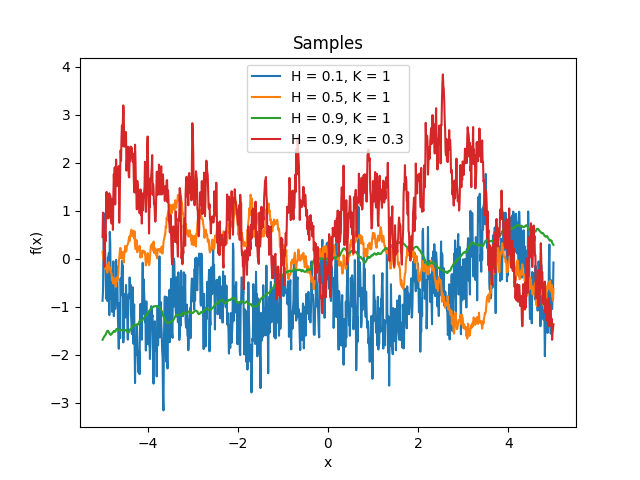 Samples
H = 0.1, K = 1
H = 0.5, K = 1
H = 0.9, K = 1
H = 0.9, K = 0.3
4
3
2
1
0
−1
−2
−3
f(x)
−4
−2
0
2
4
x